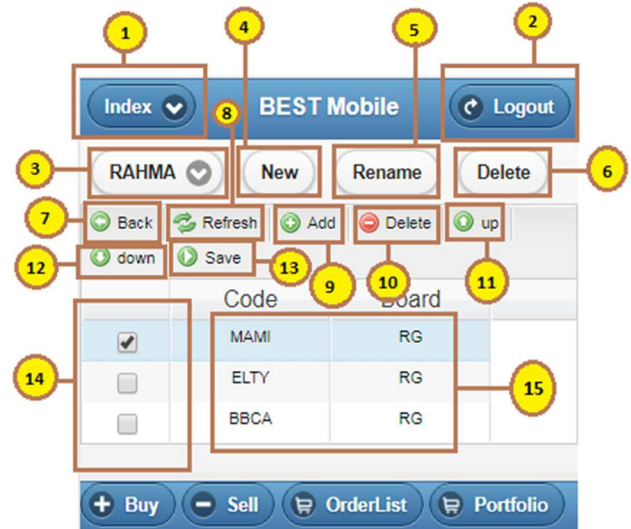 1
4
5
2
Index
BEST Mobile
Logout
8
3
RAHMA
New
Rename
Delete
6
7
Back
Refresh
Add
Delete
up
12
down
Save
13
9
10
11
Code
Board
MAMI
RG
14
ELTY
RG
15
BBCA
RG
Buy
Sell
OrderList
Portfolio